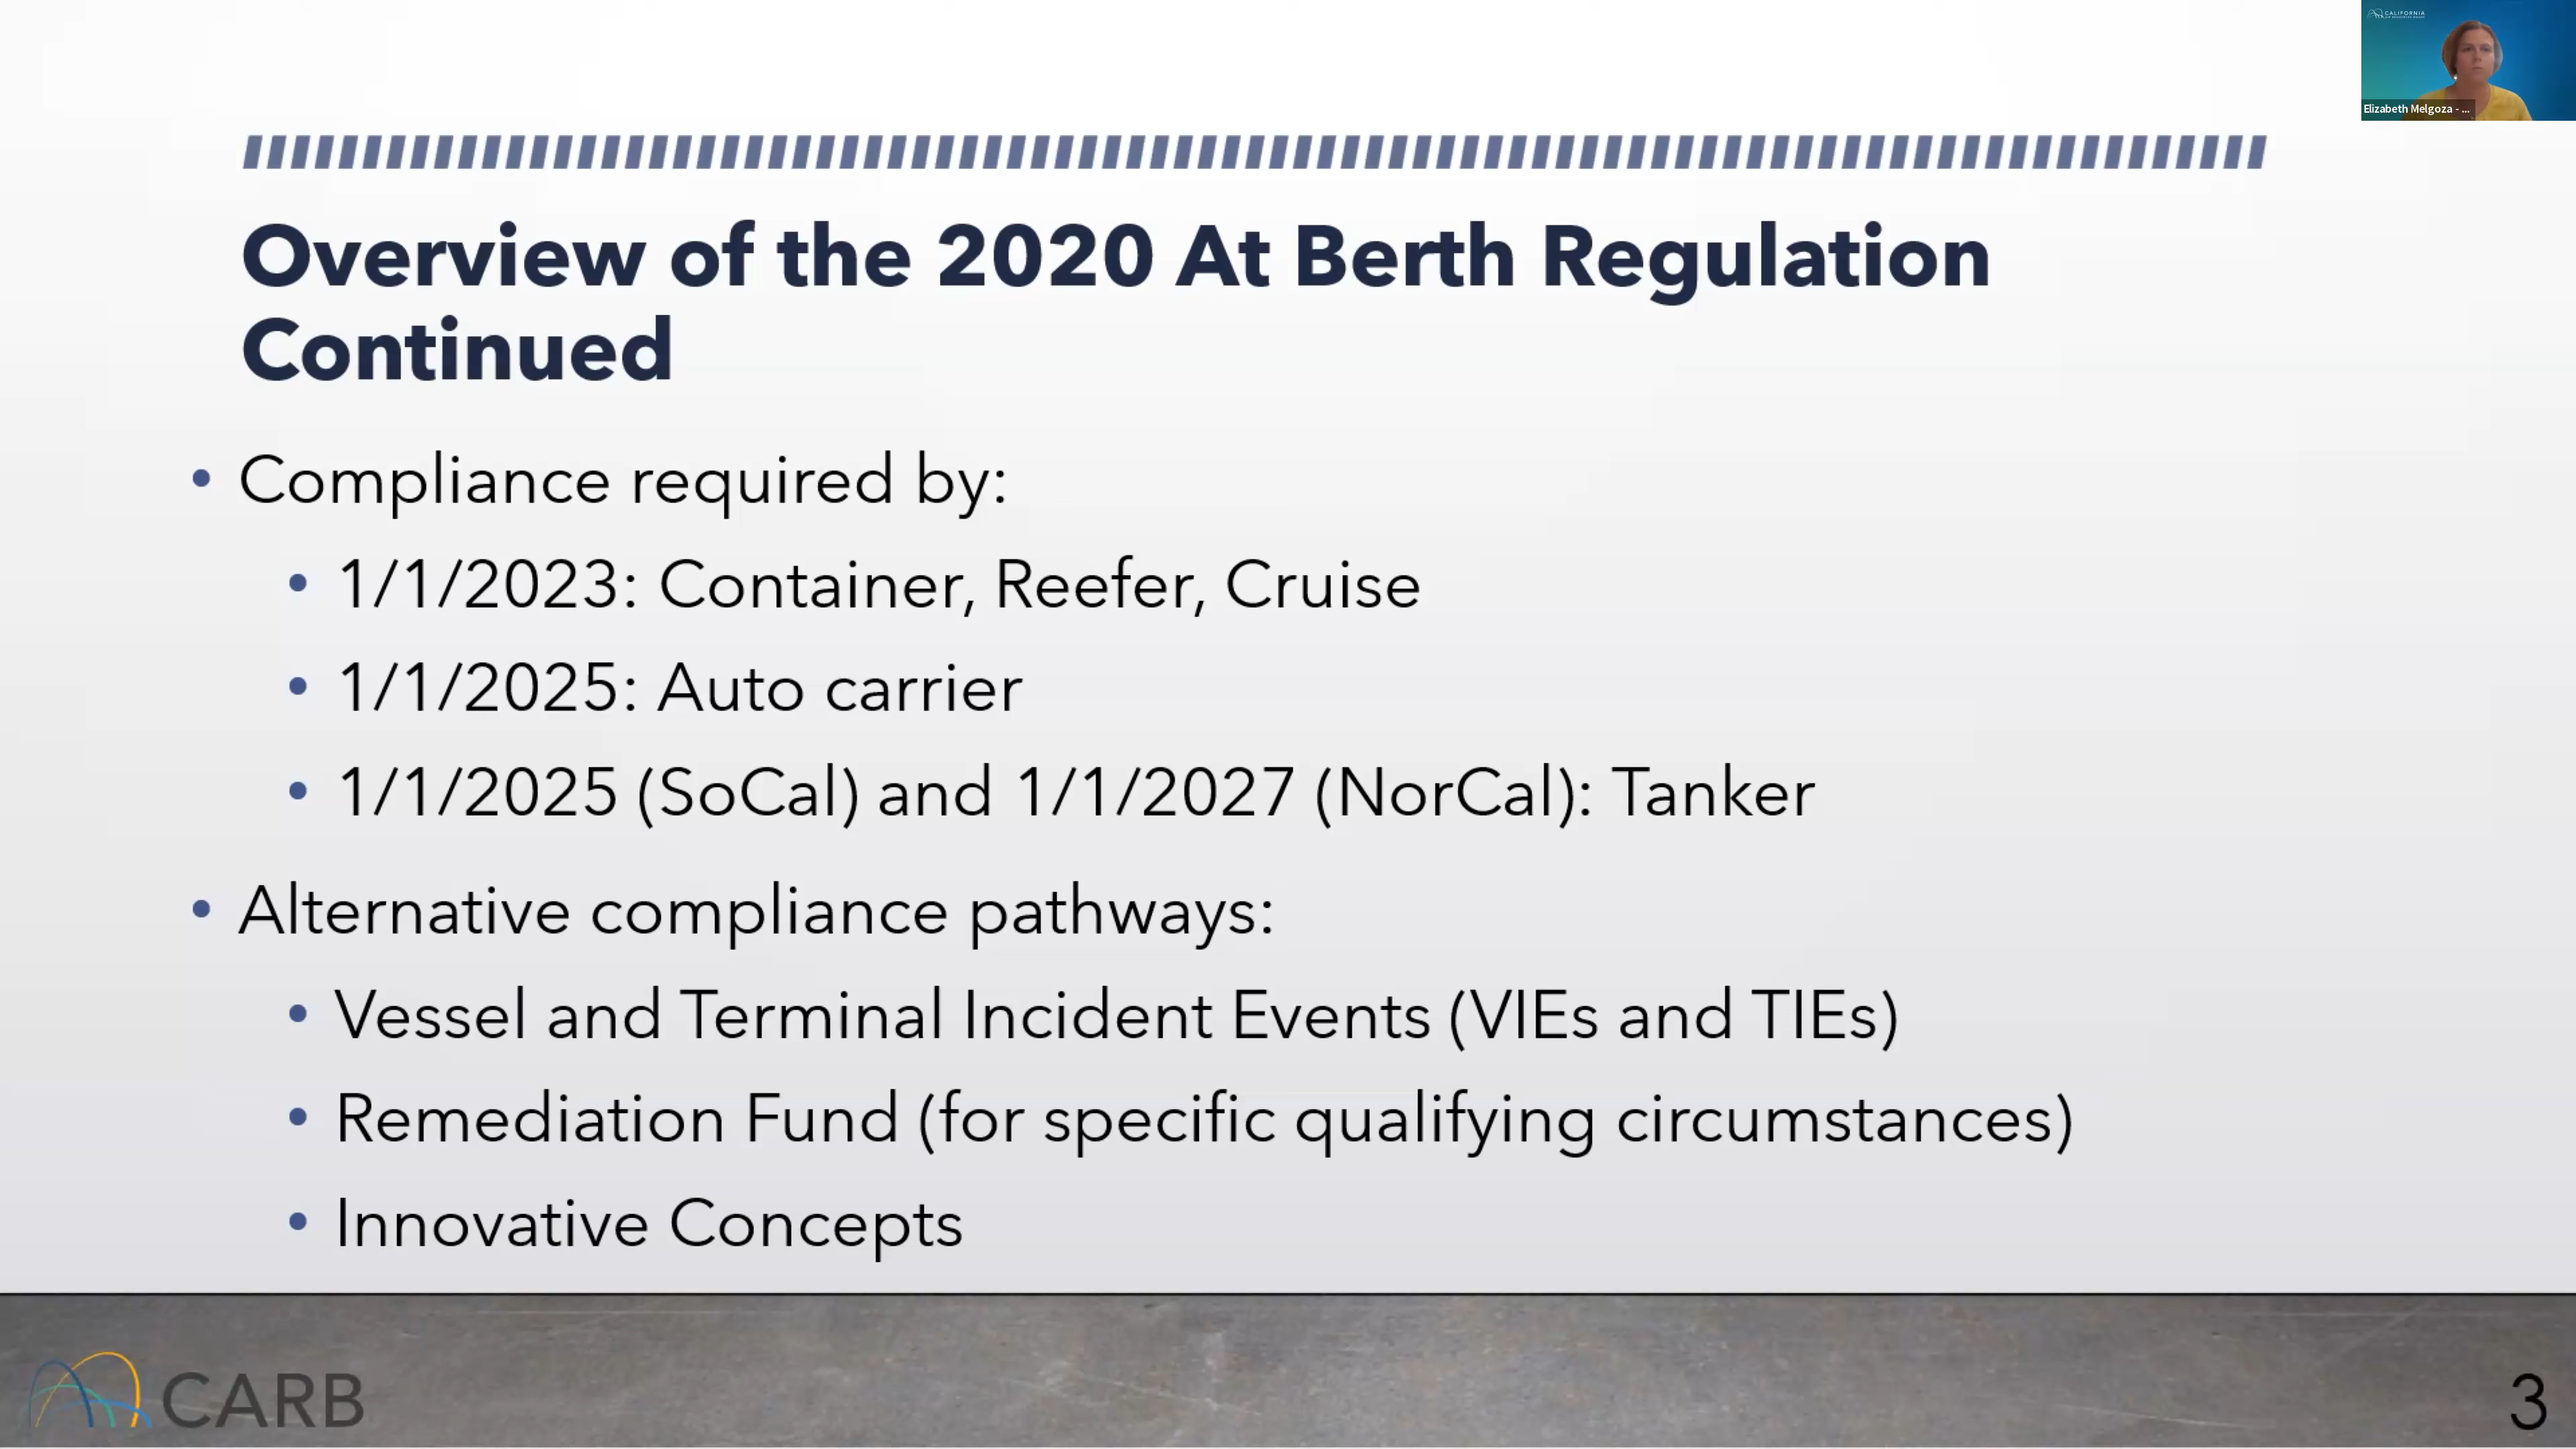 CALIFORNIA
Elizabeth Melgoza - ...
Overview of the 2020 At Berth Regulation
Continued
• Compliance required by:
• 1/1/2023: Container, Reefer, Cruise
• 1/1/2025: Auto carrier
• 1/1/2025 (SoCal) and 1/1/2027 (NorCal): Tanker
• Alternative compliance pathways:
• Vessel and Terminal Incident Events (VIEs and TIEs)
• Remediation Fund (for specific qualifying circumstances)
• Innovative Concepts
CARB
3